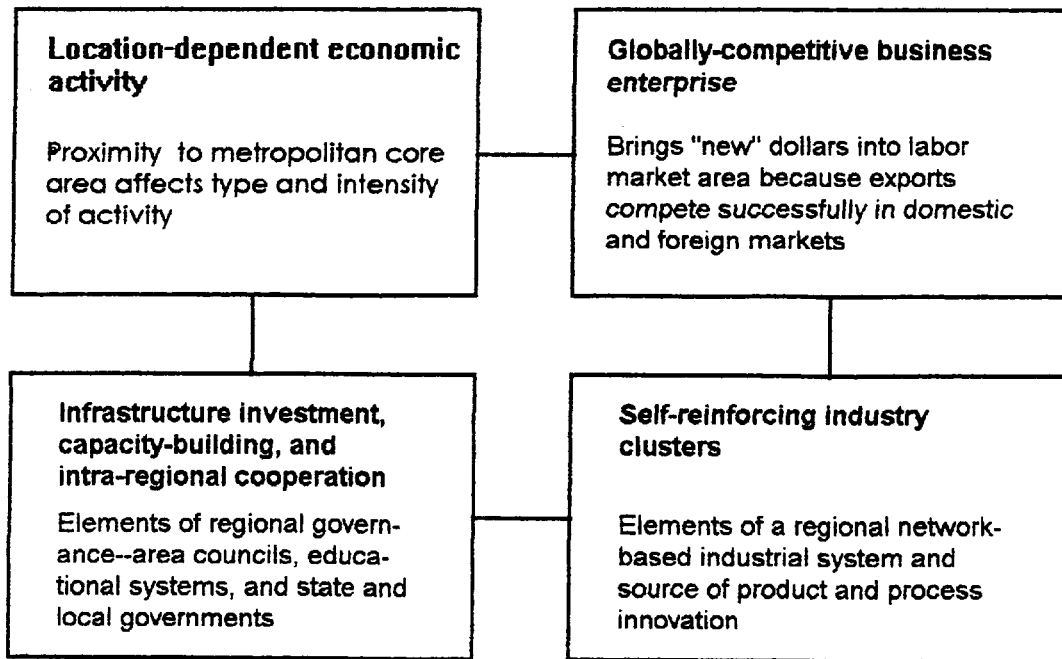 Location-dependent economic
activity
Proximity to metropolitan core
area affects type and intensity
of activity
Globally-competitive business
enterprise
Brings "new" dollars into labor
market area because exports
compete successfully in domestic
and foreign markets
Infrastructure investment,
capacity-building, and
intra-regional cooperation
Elements of regional govern-
ance--area councils, educa-
tional systems, and state and
local governments
Self-reinforcing industry
clusters
Elements of a regional network-
based industrial system and
source of product and process
innovation